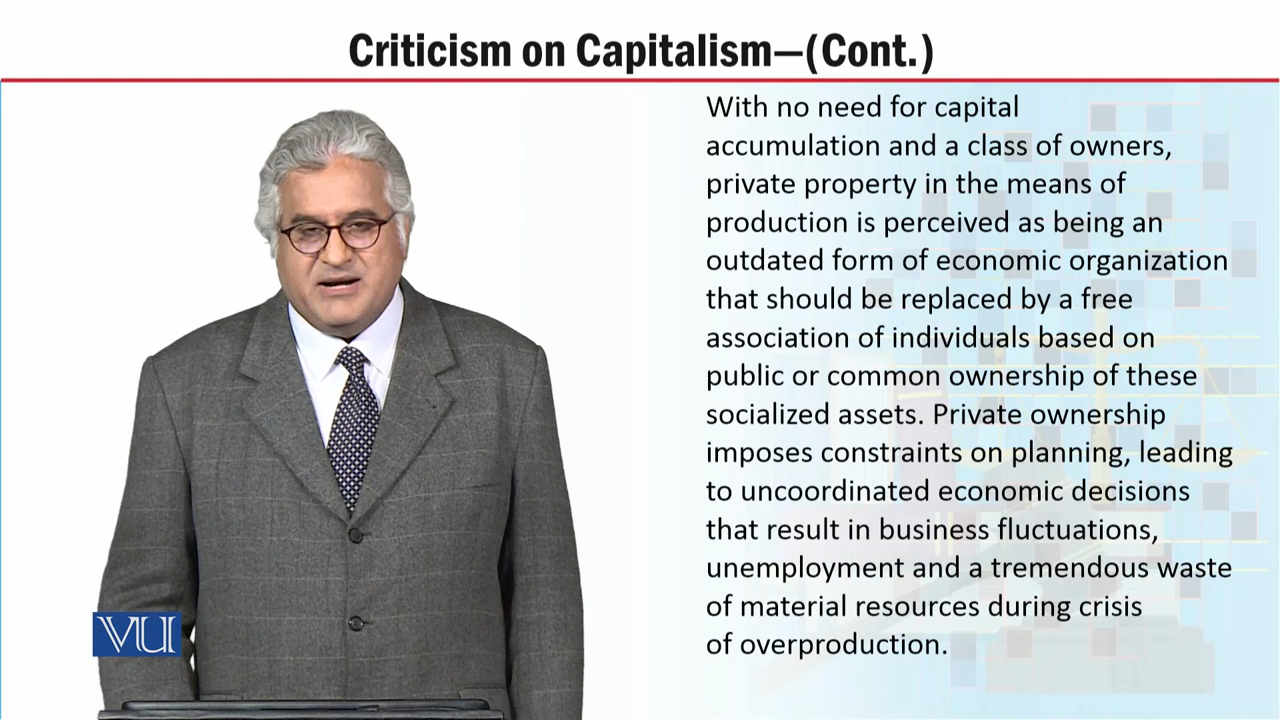 Criticism on Capitalism—(Cont.)
With no need for capital
accumulation and a class of owners,
private property in the means of
production is perceived as being an
outdated form of economic organization
that should be replaced by a free
association of individuals based on
public or common ownership of these
socialized assets. Private ownership
imposes constraints on planning, leading
to uncoordinated economic decisions
that result in business fluctuations,
unemployment and a tremendous waste
of material resources during crisis
of overproduction.
VU